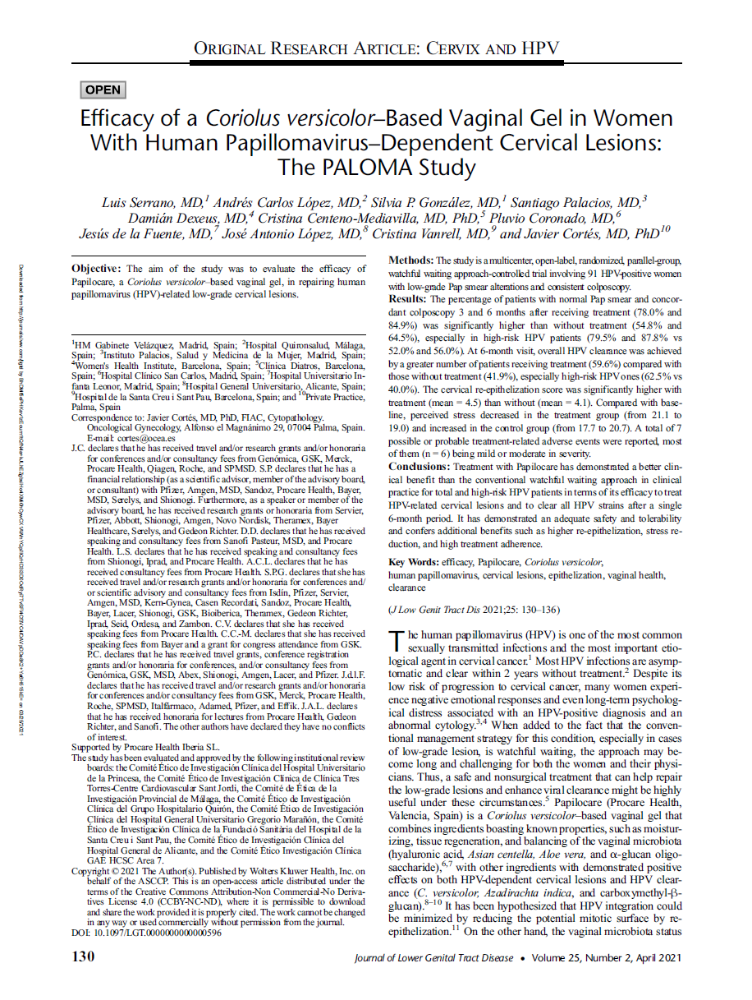 ORIGINAL RESEARCH ARTICLE: CERVIX AND HPV
OPEN
Efficacy of a Coriolus versicolor–Based Vaginal Gel in Women
With Human Papillomavirus–Dependent Cervical Lesions:
The PALOMA Study
Luis Serrano, MD,1 Andrés Carlos López, MD,2 Silvia P. González, MD,1 Santiago Palacios, MD,3
Damián Dexeus, MD,4 Cristina Centeno-Mediavilla, MD, PhD,5 Pluvio Coronado, MD,6
Jesús de la Fuente, MD,7 José Antonio López, MD,8 Cristina Vanrell, MD,9 and Javier Cortés, MD, PhD10
Objective: The aim of the study was to evaluate the efficacy of
Papilocare, a Coriolus versicolor–based vaginal gel, in repairing human
papillomavirus (HPV)-related low-grade cervical lesions.
1HM Gabinete Velázquez, Madrid, Spain; 2Hospital Quironsalud, Málaga,
Spain; 3Instituto Palacios, Salud y Medicina de la Mujer, Madrid, Spain;
4Women's Health Institute, Barcelona, Spain; 5Clínica Diatros, Barcelona,
Spain; 6Hospital Clínico San Carlos, Madrid, Spain; 7Hospital Universitario In-
fanta Leonor, Madrid, Spain; 8Hospital General Universitario, Alicante, Spain;
9Hospital de la Santa Creu i Sant Pau, Barcelona, Spain; and 10Private Practice,
Palma, Spain
Correspondence to: Javier Cortés, MD, PhD, FIAC, Cytopathology.
Oncological Gynecology, Alfonso el Magnánimo 29, 07004 Palma, Spain.
E-mail: cortes@ocea.es
J.C. declares that he has received travel and/or research grants and/or honoraria
for conferences and/or consultancy fees from Genómica, GSK, Merck,
Procare Health, Qiagen, Roche, and SPMSD. S.P. declares that he has a
financial relationship (as a scientific advisor, member of the advisory board,
or consultant) with Pfizer, Amgen, MSD, Sandoz, Procare Health, Bayer,
MSD, Serelys, and Shionogi. Furthermore, as a speaker or member of the
advisory board, he has received research grants or honoraria from Servier,
Pfizer, Abbott, Shionogi, Amgen, Novo Nordisk, Theramex, Bayer
Healthcare, Serelys, and Gedeon Richter. D.D. declares that he has received
speaking and consultancy fees from Sanofi Pasteur, MSD, and Procare
Health. L.S. declares that he has received speaking and consultancy fees
from Shionogi, Iprad, and Procare Health. A.C.L. declares that he has
received consultancy fees from Procare Health. S.P.G. declares that she has
received travel and/or research grants and/or honoraria for conferences and/
or scientific advisory and consultancy fees from Isdín, Pfizer, Servier,
Amgen, MSD, Kern-Gynea, Casen Recordati, Sandoz, Procare Health,
Bayer, Lacer, Shionogi, GSK, Bioiberica, Theramex, Gedeon Richter,
Iprad, Seid, Ordesa, and Zambon. C.V. declares that she has received
speaking fees from Procare Health. C.C.-M. declares that she has received
speaking fees from Bayer and a grant for congress attendance from GSK.
P.C. declares that he has received travel grants, conference registration
grants and/or honoraria for conferences, and/or consultancy fees from
Genómica, GSK, MSD, Abex, Shionogi, Amgen, Lacer, and Pfizer. J.d.l.F.
declares that he has received travel and/or research grants and/or honoraria
for conferences and/or consultancy fees from GSK, Merck, Procare Health,
Roche, SPMSD, Italfármaco, Adamed, Pfizer, and Effik. J.A.L. declares
that he has received honoraria for lectures from Procare Health, Gedeon
Richter, and Sanofi. The other authors have declared they have no conflicts
of interest.
Supported by Procare Health Iberia SL.
The study has been evaluated and approved by the following institutional review
boards: the Comité Ético de Investigación Clínica del Hospital Universitario
de la Princesa, the Comité Ético de Investigación Clínica de Clínica Tres
Torres-Centre Cardiovascular Sant Jordi, the Comité de Ética de la
Investigación Provincial de Málaga, the Comité Ético de Investigación
Clínica del Grupo Hospitalario Quirón, the Comité Ético de Investigación
Clínica del Hospital General Universitario Gregorio Marañón, the Comité
Ético de Investigación Clínica de la Fundació Sanitària del Hospital de la
Santa Creu i Sant Pau, the Comité Ético de Investigación Clínica del
Hospital General de Alicante, and the Comité Ético Investigación Clínica
GAE HCSC Area 7.
Copyright © 2021 The Author(s). Published by Wolters Kluwer Health, Inc. on
behalf of the ASCCP. This is an open-access article distributed under the
terms of the Creative Commons Attribution-Non Commercial-No Deriva-
tives License 4.0 (CCBY-NC-ND), where it is permissible to download
and share the work provided it is properly cited. The work cannot be changed
in any way or used commercially without permission from the journal.
DOI: 10.1097/LGT.0000000000000596
Methods: The study is a multicenter, open-label, randomized, parallel-group,
watchful waiting approach-controlled trial involving 91 HPV-positive women
with low-grade Pap smear alterations and consistent colposcopy.
Results: The percentage of patients with normal Pap smear and concor-
dant colposcopy 3 and 6 months after receiving treatment (78.0% and
84.9%) was significantly higher than without treatment (54.8% and
64.5%), especially in high-risk HPV patients (79.5% and 87.8% vs
52.0% and 56.0%). At 6-month visit, overall HPV clearance was achieved
by a greater number of patients receiving treatment (59.6%) compared with
those without treatment (41.9%), especially high-risk HPV ones (62.5% vs
40.0%). The cervical re-epithelization score was significantly higher with
treatment (mean = 4.5) than without (mean = 4.1). Compared with base-
line, perceived stress decreased in the treatment group (from 21.1 to
19.0) and increased in the control group (from 17.7 to 20.7). A total of 7
possible or probable treatment-related adverse events were reported, most
of them (n = 6) being mild or moderate in severity.
Conclusions: Treatment with Papilocare has demonstrated a better clin-
ical benefit than the conventional watchful waiting approach in clinical
practice for total and high-risk HPV patients in terms of its efficacy to treat
HPV-related cervical lesions and to clear all HPV strains after a single
6-month period. It has demonstrated an adequate safety and tolerability
and confers additional benefits such as higher re-epithelization, stress re-
duction, and high treatment adherence.
Key Words: efficacy, Papilocare, Coriolus versicolor,
human papillomavirus, cervical lesions, epithelization, vaginal health,
clearance
(J Low Genit Tract Dis 2021;25: 130–136)
The human papillomavirus (HPV) is one of the most common
sexually transmitted infections and the most important etio-
logical agent in cervical cancer.1 Most HPV infections are asymp-
tomatic and clear within 2 years without treatment.2 Despite its
low risk of progression to cervical cancer, many women experi-
ence negative emotional responses and even long-term psycholog-
ical distress associated with an HPV-positive diagnosis and an
abnormal cytology.3,4 When added to the fact that the conven-
tional management strategy for this condition, especially in cases
of low-grade lesion, is watchful waiting, the approach may be-
come long and challenging for both the women and their physi-
cians. Thus, a safe and nonsurgical treatment that can help repair
the low-grade lesions and enhance viral clearance might be highly
useful under these circumstances.5 Papilocare (Procare Health,
Valencia, Spain) is a Coriolus versicolor–based vaginal gel that
combines ingredients boasting known properties, such as moistur-
izing, tissue regeneration, and balancing of the vaginal microbiota
(hyaluronic acid, Asian centella, Aloe vera, and α-glucan oligo-
saccharide),6,7 with other ingredients with demonstrated positive
effects on both HPV-dependent cervical lesions and HPV clear-
ance (C. versicolor, Azadirachta indica, and carboxymethyl-β-
glucan).8–10 It has been hypothesized that HPV integration could
be minimized by reducing the potential mitotic surface by re-
epithelization.11 On the other hand, the vaginal microbiota status
130
Journal of Lower Genital Tract Disease • Volume 25, Number 2, April 2021